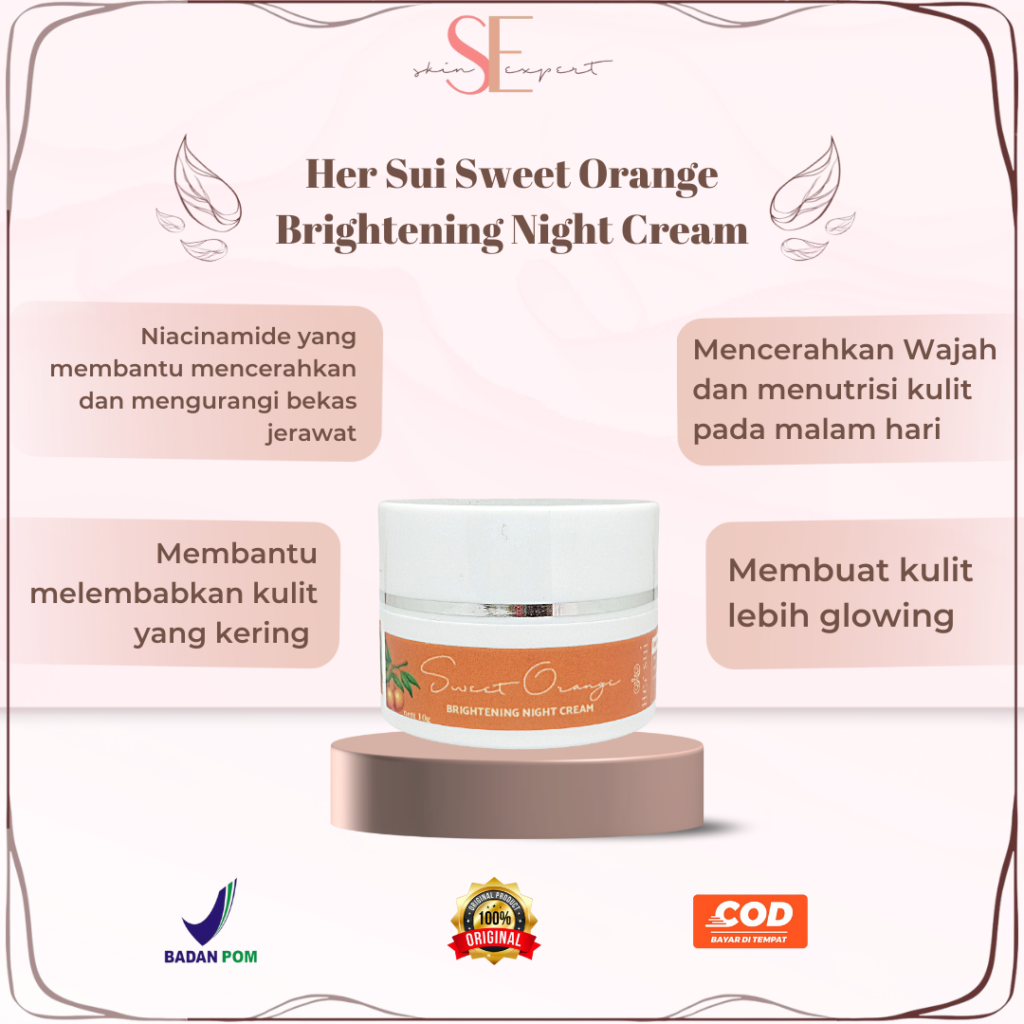 skin SE expert
Her Sui Sweet Orange
Brightening Night Cream
Niacinamide yang
membantu mencerahkan
dan mengurangi bekas
jerawat
Mencerahkan Wajah
dan menutrisi kulit
pada malam hari
Membantu
melembabkan kulit
yang kering
Membuat kulit
lebih glowing
Sweet Orange
BRIGHTENING NIGHT CREAM
nett 10g
BADAN POM
ORIGINAL PRODUCT
100%
ORIGINAL
COD
BAYAR DI TEMPAT